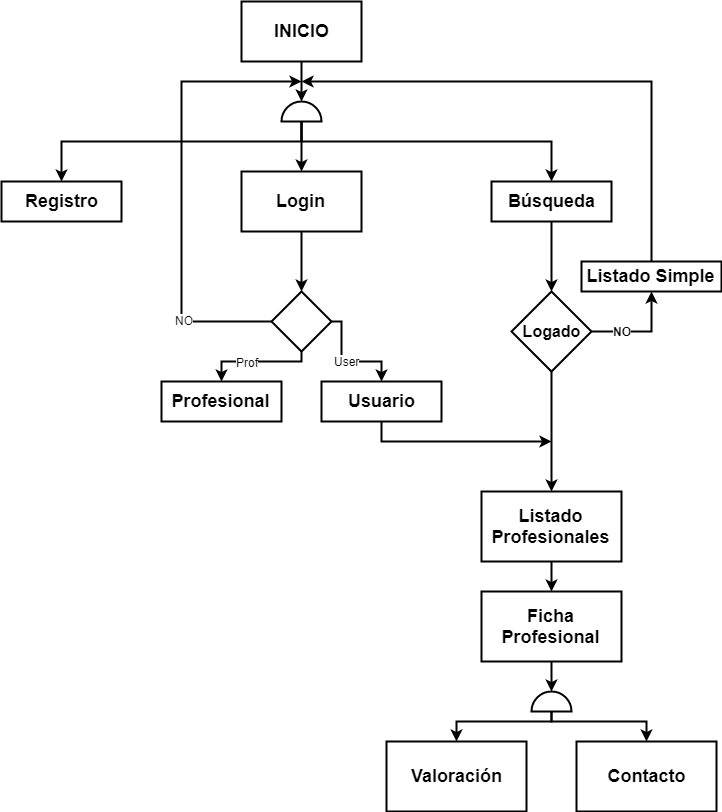 INICIO
Registro
Login
Búsqueda
Listado Simple
NO
Logado
NO
Prof
User
Profesional
Usuario
Listado
Profesionales
Ficha
Profesional
Valoración
Contacto